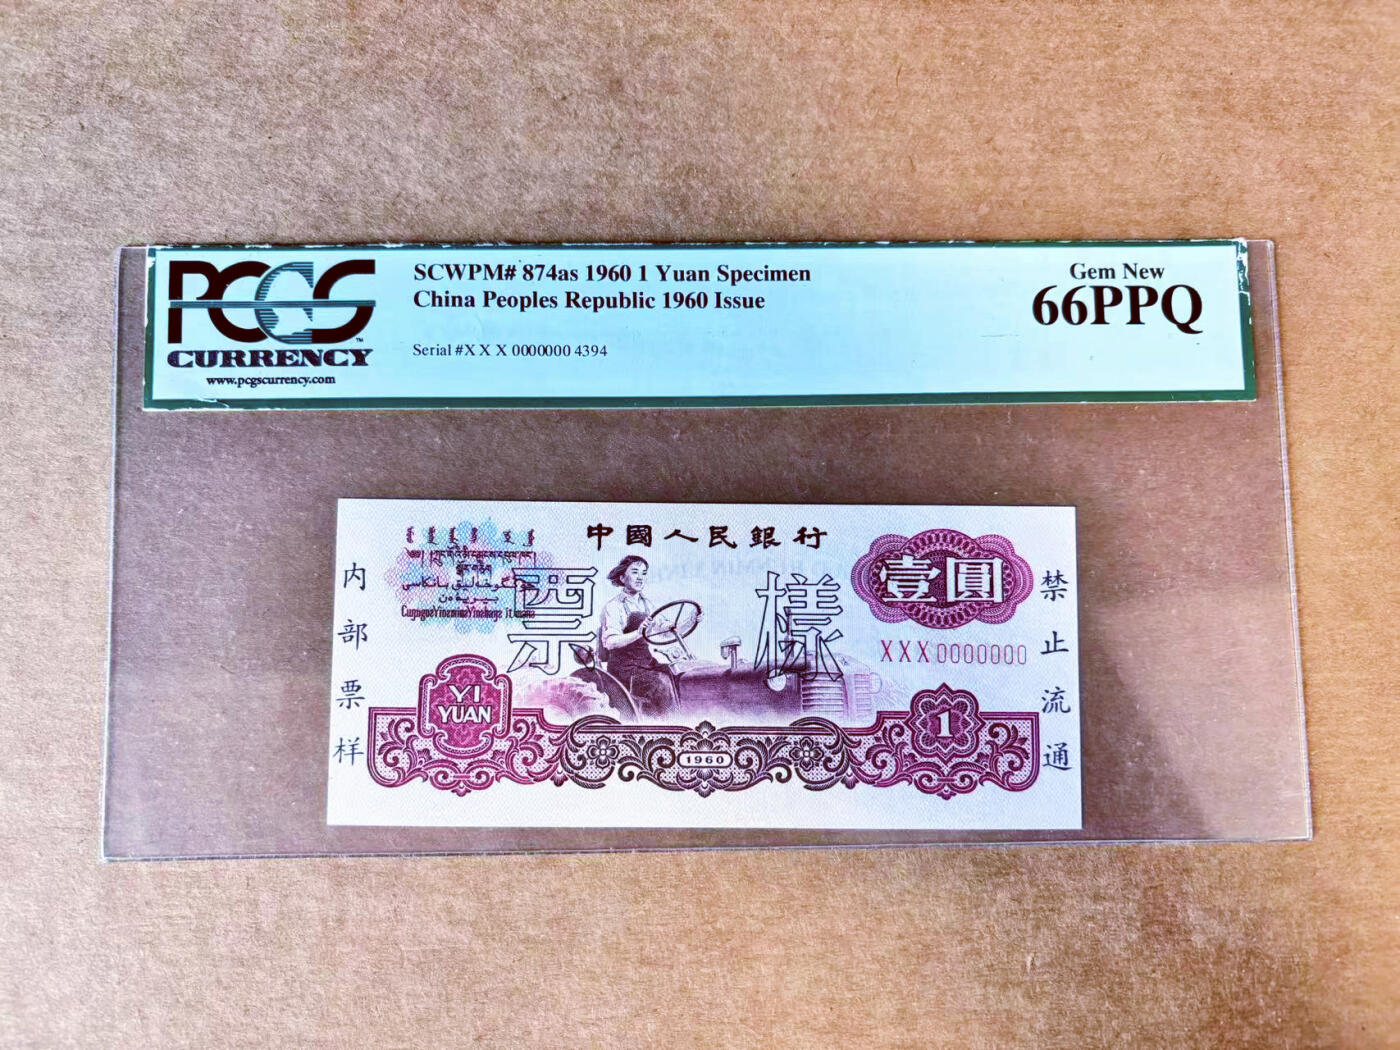 PCGS
CURRENCY
www.pcgscurrency.com
SCWPM# 874as 1960 1 Yuan Specimen
China Peoples Republic 1960 Issue
Serial #X X X 0000000 4394
Gem New
66PPQ
中國人民銀行
票樣
壹圓
XXX0000000
YI
YUAN
1
1960
内部票样
禁止流通